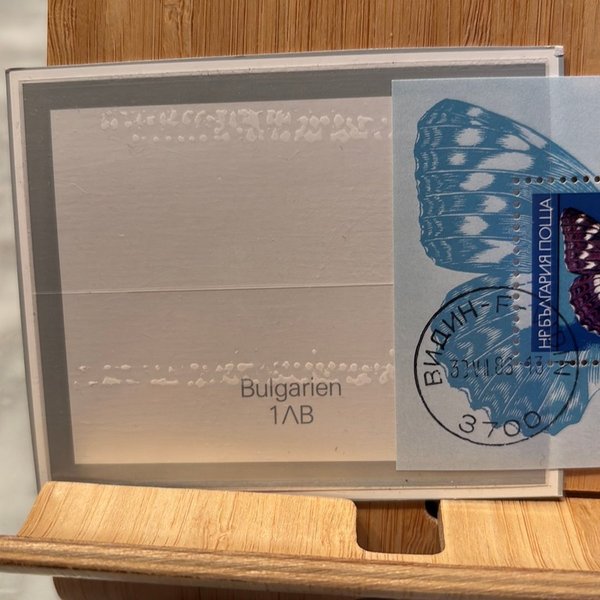 Bulgarien
1ΛB
НР БЪЛГАРИЯ ПОЩА
ВИДИН-
3700